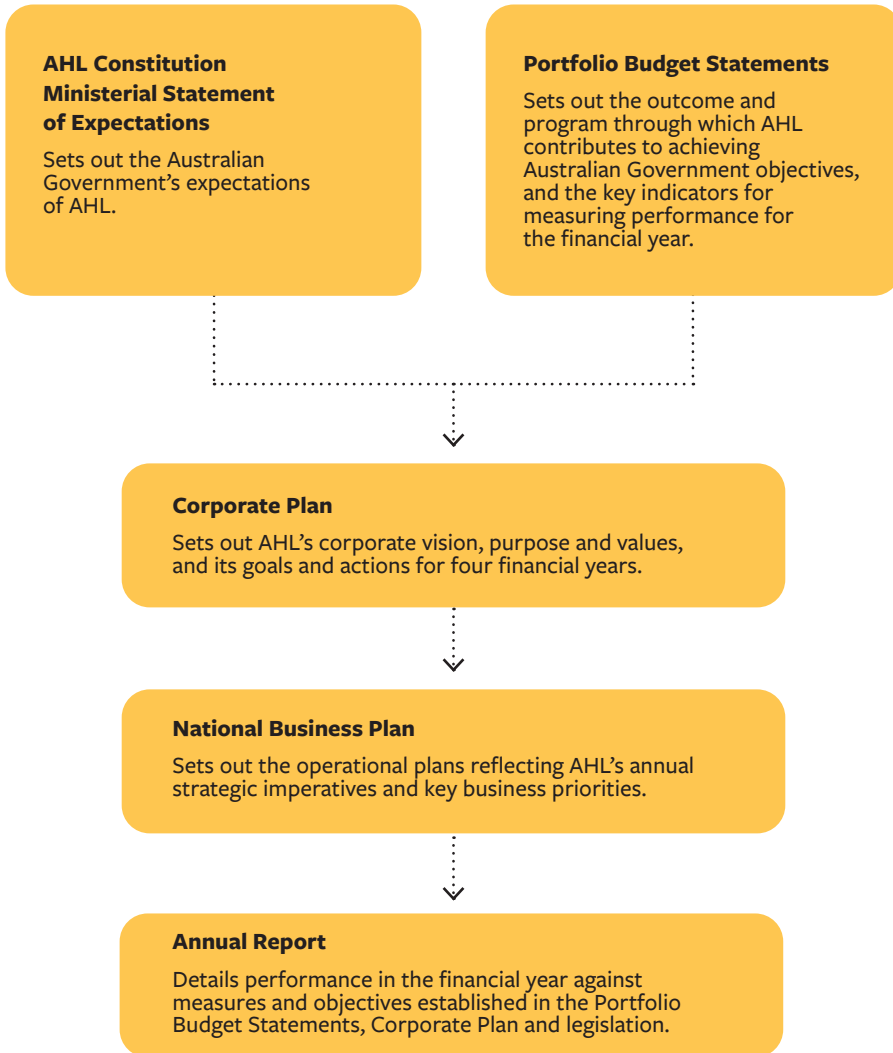 AHL Constitution
Ministerial Statement
of Expectations
Sets out the Australian
Government’s expectations
of AHL.
Portfolio Budget Statements
Sets out the outcome and
program through which AHL
contributes to achieving
Australian Government objectives,
and the key indicators for
measuring performance for
the financial year.
Corporate Plan
Sets out AHL’s corporate vision, purpose and values,
and its goals and actions for four financial years.
National Business Plan
Sets out the operational plans reflecting AHL’s annual
strategic imperatives and key business priorities.
Annual Report
Details performance in the financial year against
measures and objectives established in the Portfolio
Budget Statements, Corporate Plan and legislation.